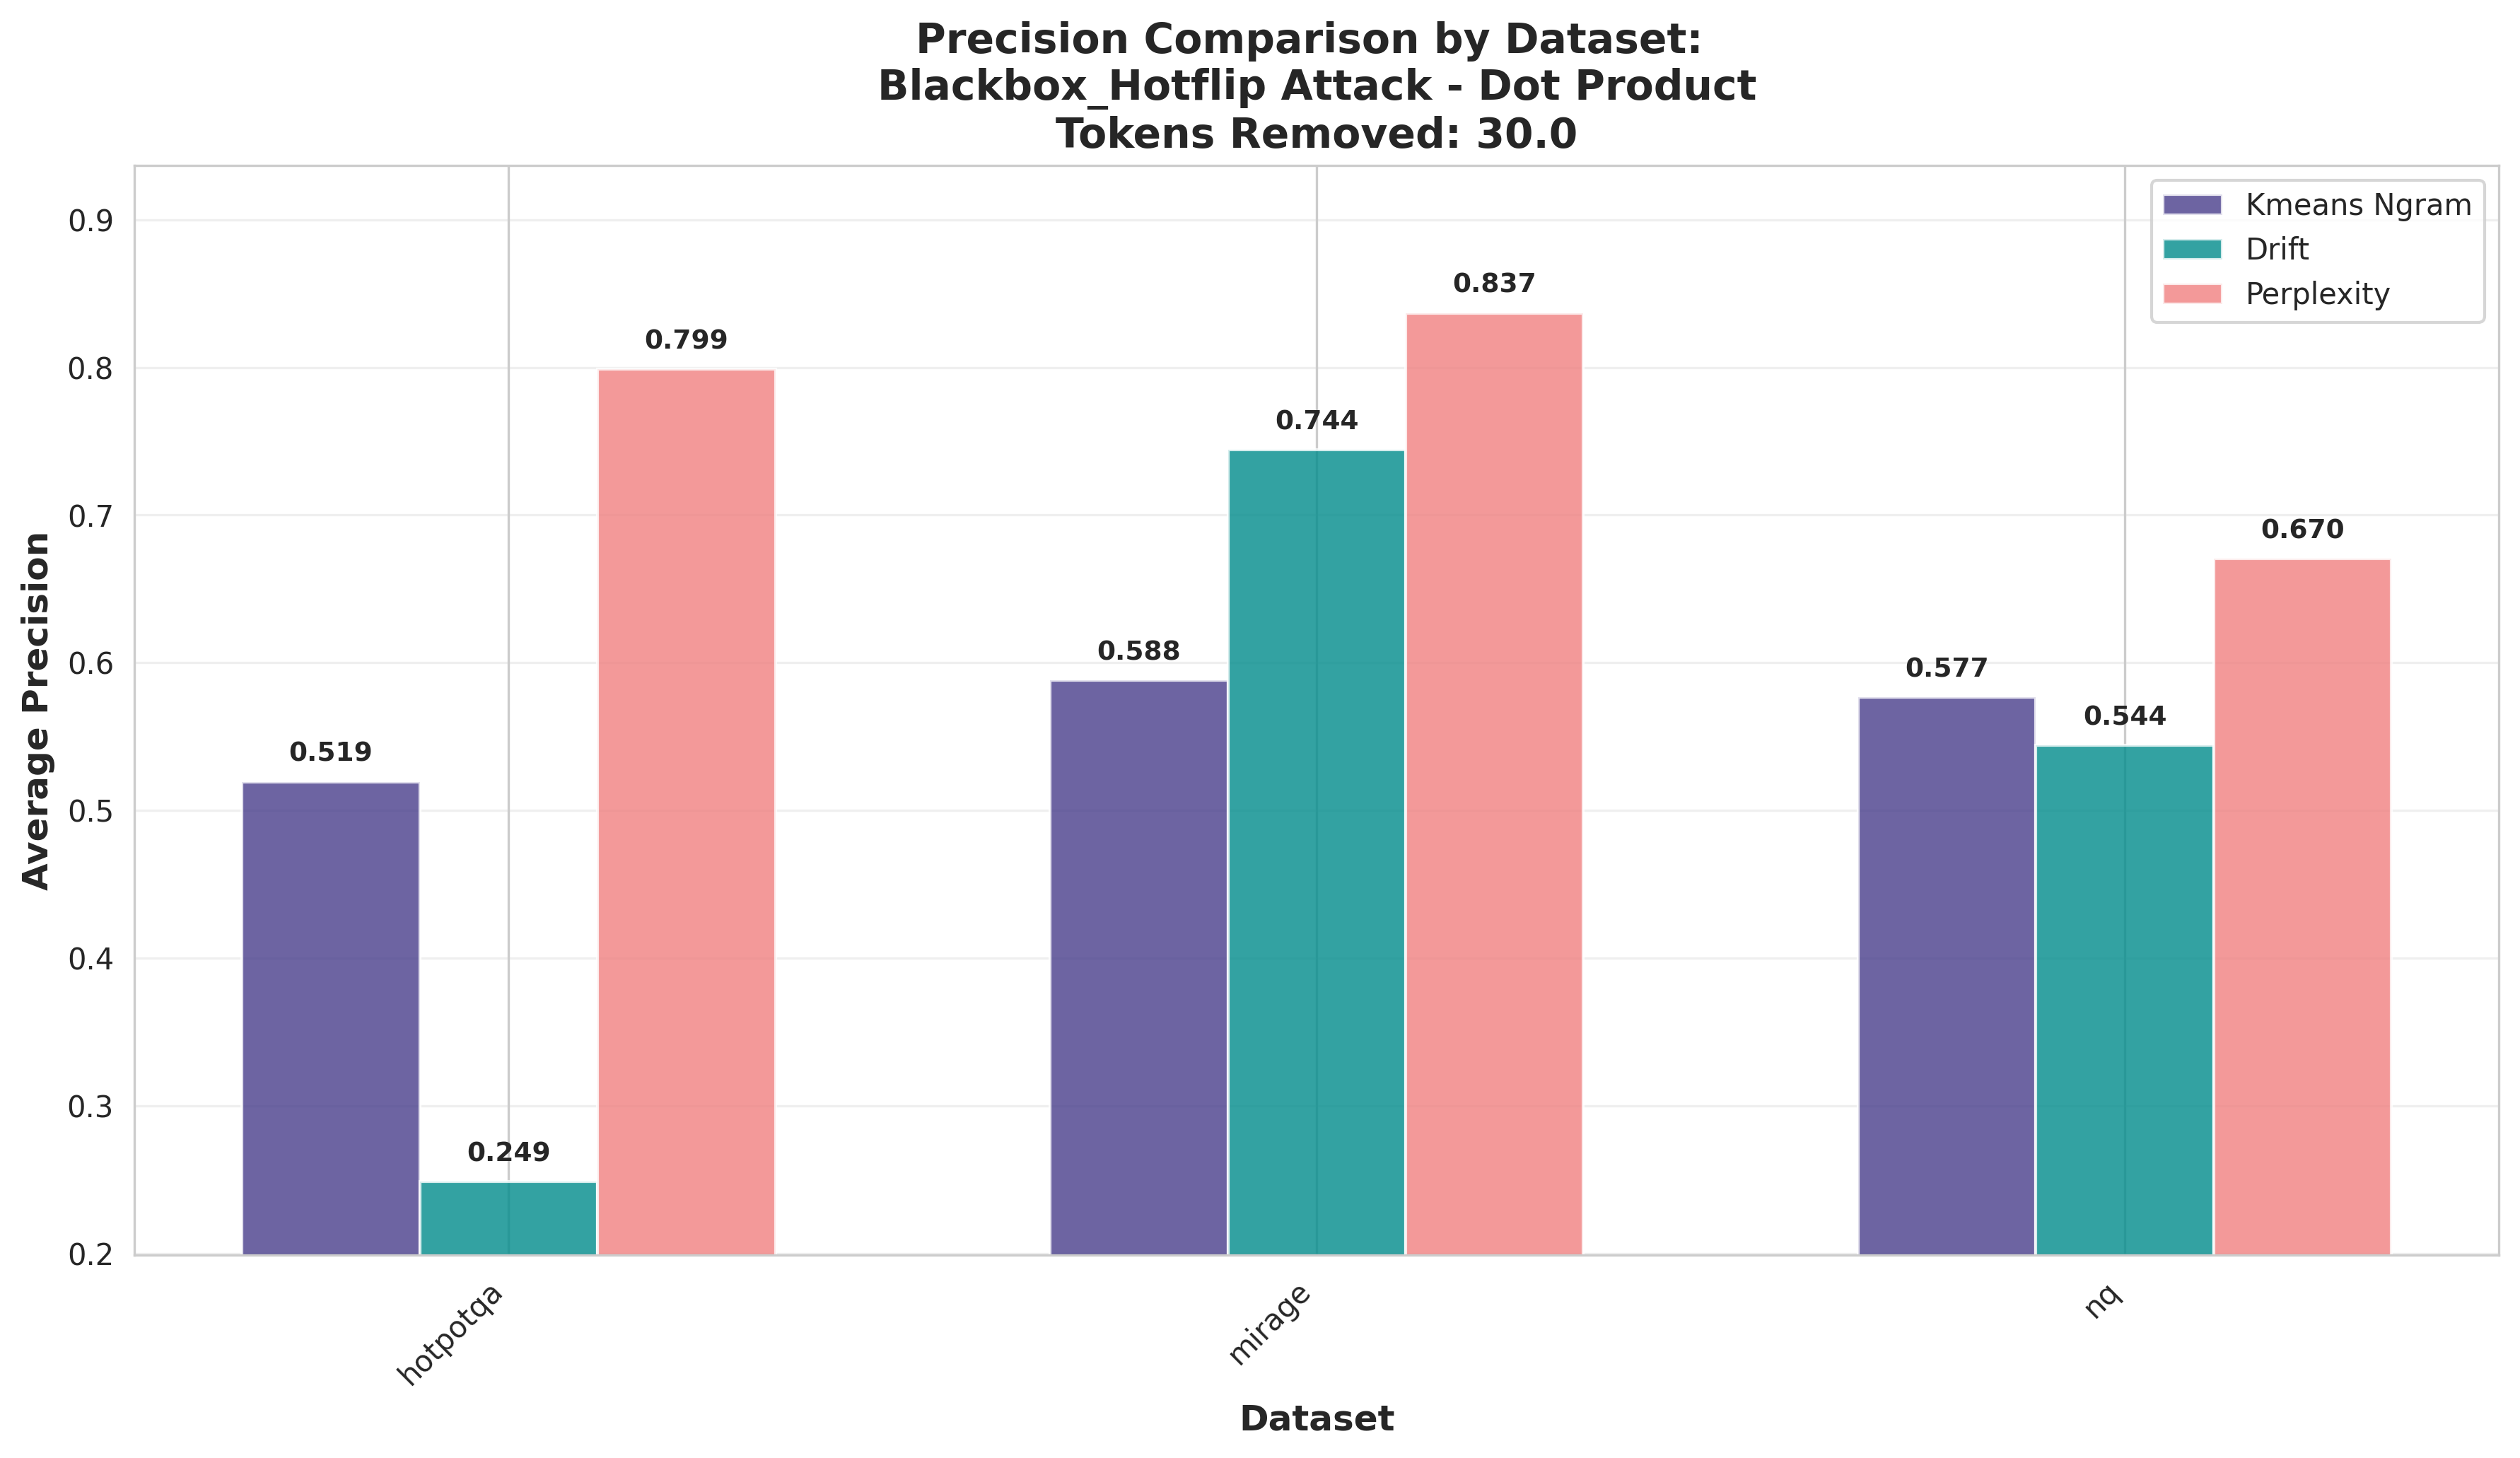 Precision Comparison by Dataset:
Blackbox_Hotflip Attack - Dot Product
Tokens Removed: 30.0
Kmeans Ngram
Drift
Perplexity
Average Precision
0.9
0.8
0.7
0.6
0.5
0.4
0.3
0.2
0.519
0.249
0.799
0.588
0.744
0.837
0.577
0.544
0.670
hotpotqa
mirage
nq
Dataset